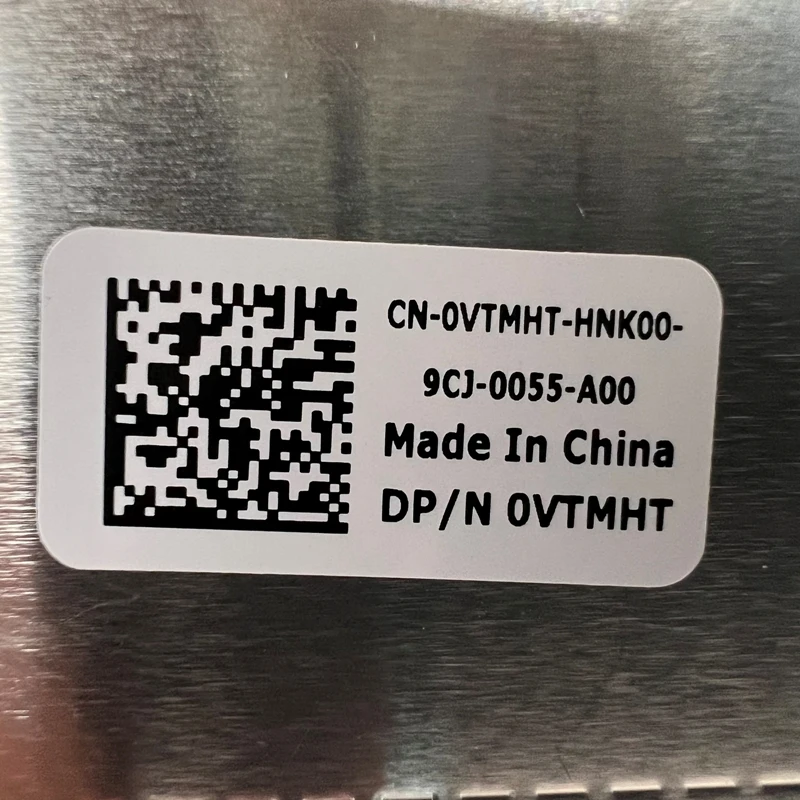 CN-0VTMHT-HNK00-
9CJ-0055-A00
Made In China
DP/N 0VTMHT